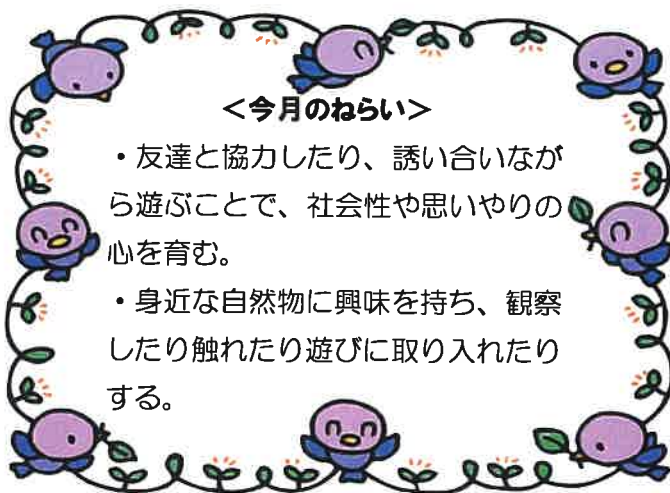 ＜今月のねらい＞
・友達と協力したり、誘い合いなが
ら遊ぶことで、社会性や思いやりの
心を育む。
・身近な自然物に興味を持ち、観察
したり触れたり遊びに取り入れたり
する。